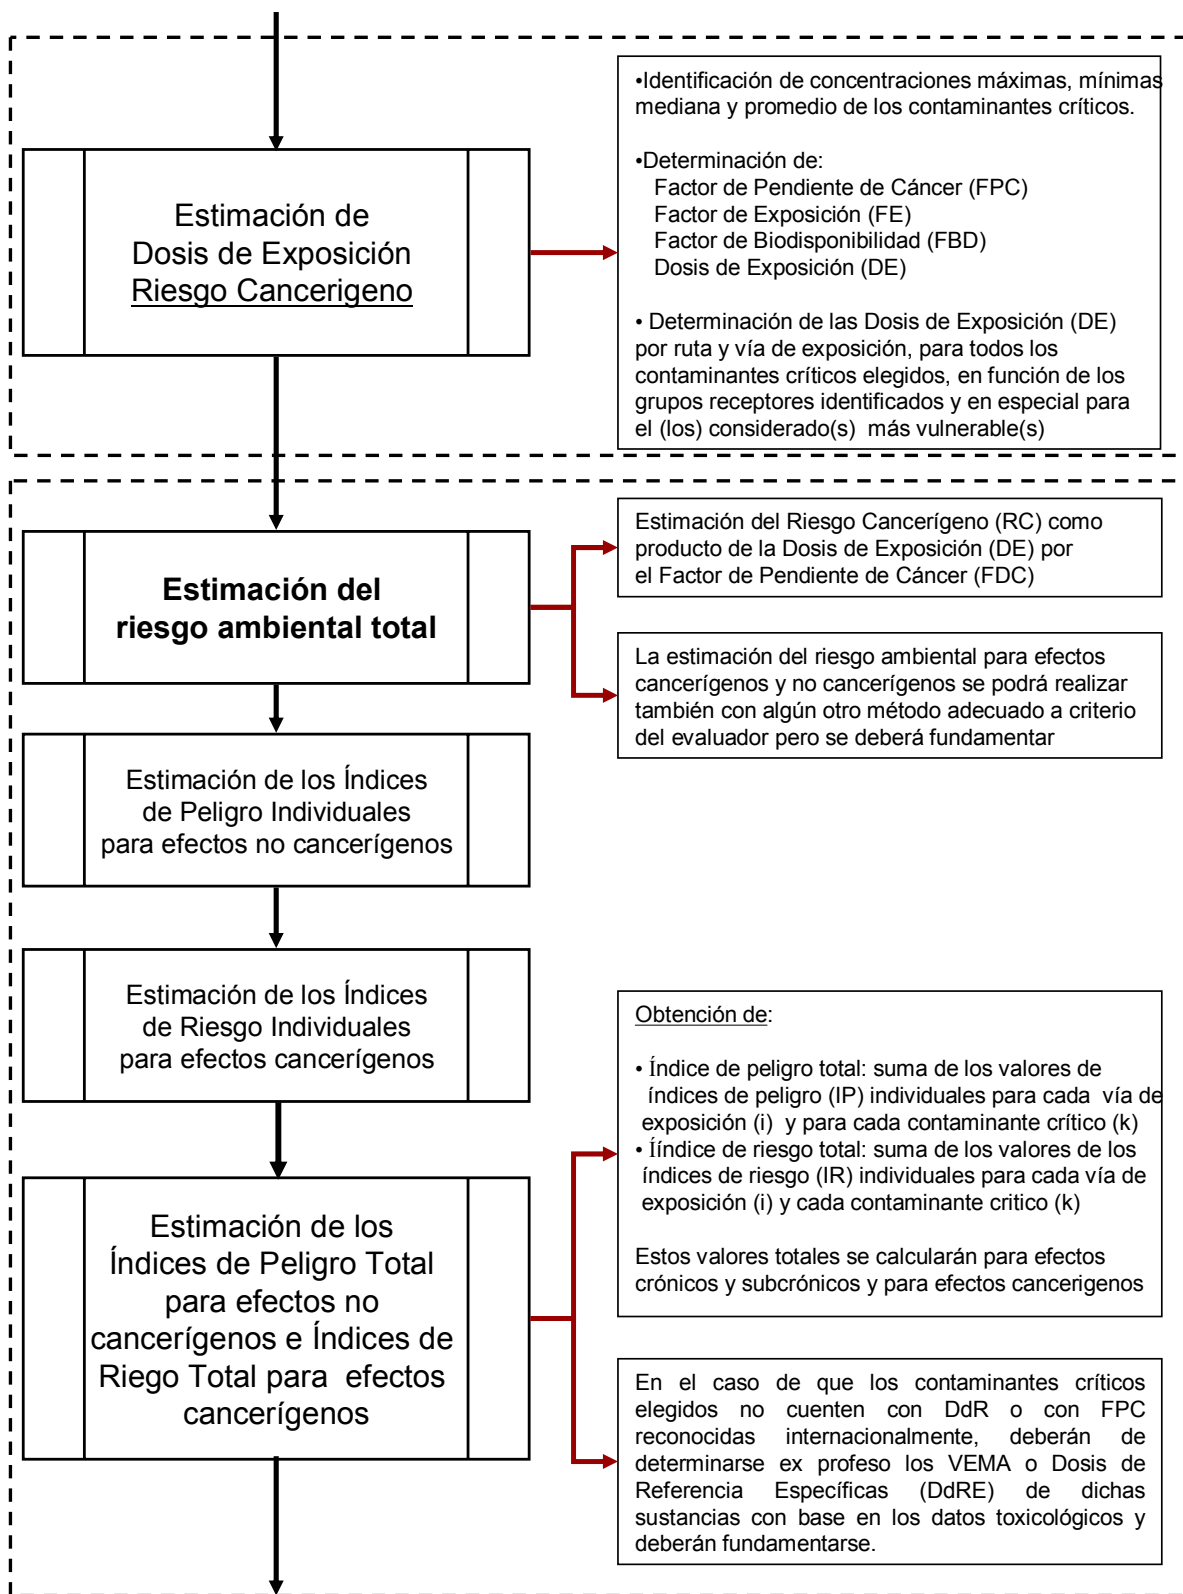 Estimación de
Dosis de Exposición
Riesgo Cancerigeno
•Identificación de concentraciones máximas, mínimas
mediana y promedio de los contaminantes críticos.
•Determinación de:
Factor de Pendiente de Cáncer (FPC)
Factor de Exposición (FE)
Factor de Biodisponibilidad (FBD)
Dosis de Exposición (DE)
• Determinación de las Dosis de Exposición (DE)
por ruta y vía de exposición, para todos los
contaminantes críticos elegidos, en función de los
grupos receptores identificados y en especial para
el (los) considerado(s) más vulnerable(s)
Estimación del
riesgo ambiental total
Estimación del Riesgo Cancerígeno (RC) como
producto de la Dosis de Exposición (DE) por
el Factor de Pendiente de Cáncer (FDC)
La estimación del riesgo ambiental para efectos
cancerígenos y no cancerígenos se podrá realizar
también con algún otro método adecuado a criterio
del evaluador pero se deberá fundamentar
Estimación de los Índices
de Peligro Individuales
para efectos no cancerígenos
Estimación de los Índices
de Riesgo Individuales
para efectos cancerígenos
Obtención de:
• Índice de peligro total: suma de los valores de
índices de peligro (IP) individuales para cada vía de
exposición (i) y para cada contaminante crítico (k)
• Ííndice de riesgo total: suma de los valores de los
índices de riesgo (IR) individuales para cada vía de
exposición (i) y cada contaminante critico (k)
Estos valores totales se calcularán para efectos
crónicos y subcrónicos y para efectos cancerigenos
Estimación de los
Índices de Peligro Total
para efectos no
cancerígenos e Índices de
Riego Total para efectos
cancerígenos
En el caso de que los contaminantes críticos
elegidos no cuenten con DdR o con FPC
reconocidas internacionalmente, deberán de
determinarse ex profeso los VEMA o Dosis de
Referencia Específicas (DdRE) de dichas
sustancias con base en los datos toxicológicos y
deberán fundamentarse.